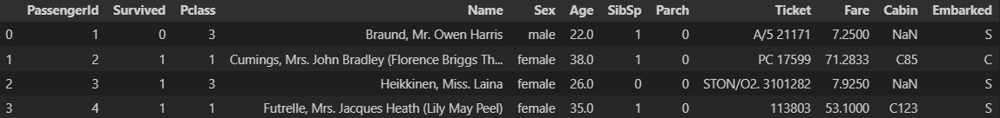 PassengerId Survived Pclass Name Sex Age SibSp Parch Ticket Fare Cabin Embarked
0 1 0 3 Braund, Mr. Owen Harris male 22.0 1 0 A/5 21171 7.2500 NaN S
1 2 1 1 Cumings, Mrs. John Bradley (Florence Briggs Th... female 38.0 1 0 PC 17599 71.2833 C85 C
2 3 1 3 Heikkinen, Miss. Laina female 26.0 0 0 STON/O2. 3101282 7.9250 NaN S
3 4 1 1 Futrelle, Mrs. Jacques Heath (Lily May Peel) female 35.0 1 0 113803 53.1000 C123 S